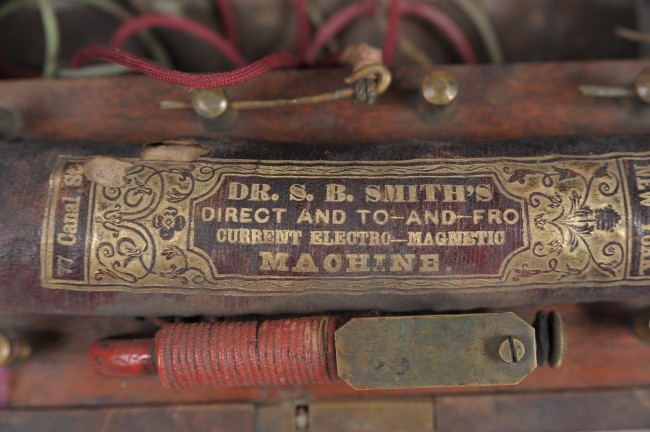 77 Canal St
DR. S. B. SMITH'S
DIRECT AND TO-AND-FRO
CURRENT ELECTRO-MAGNETIC
MACHINE.
NEW YORK